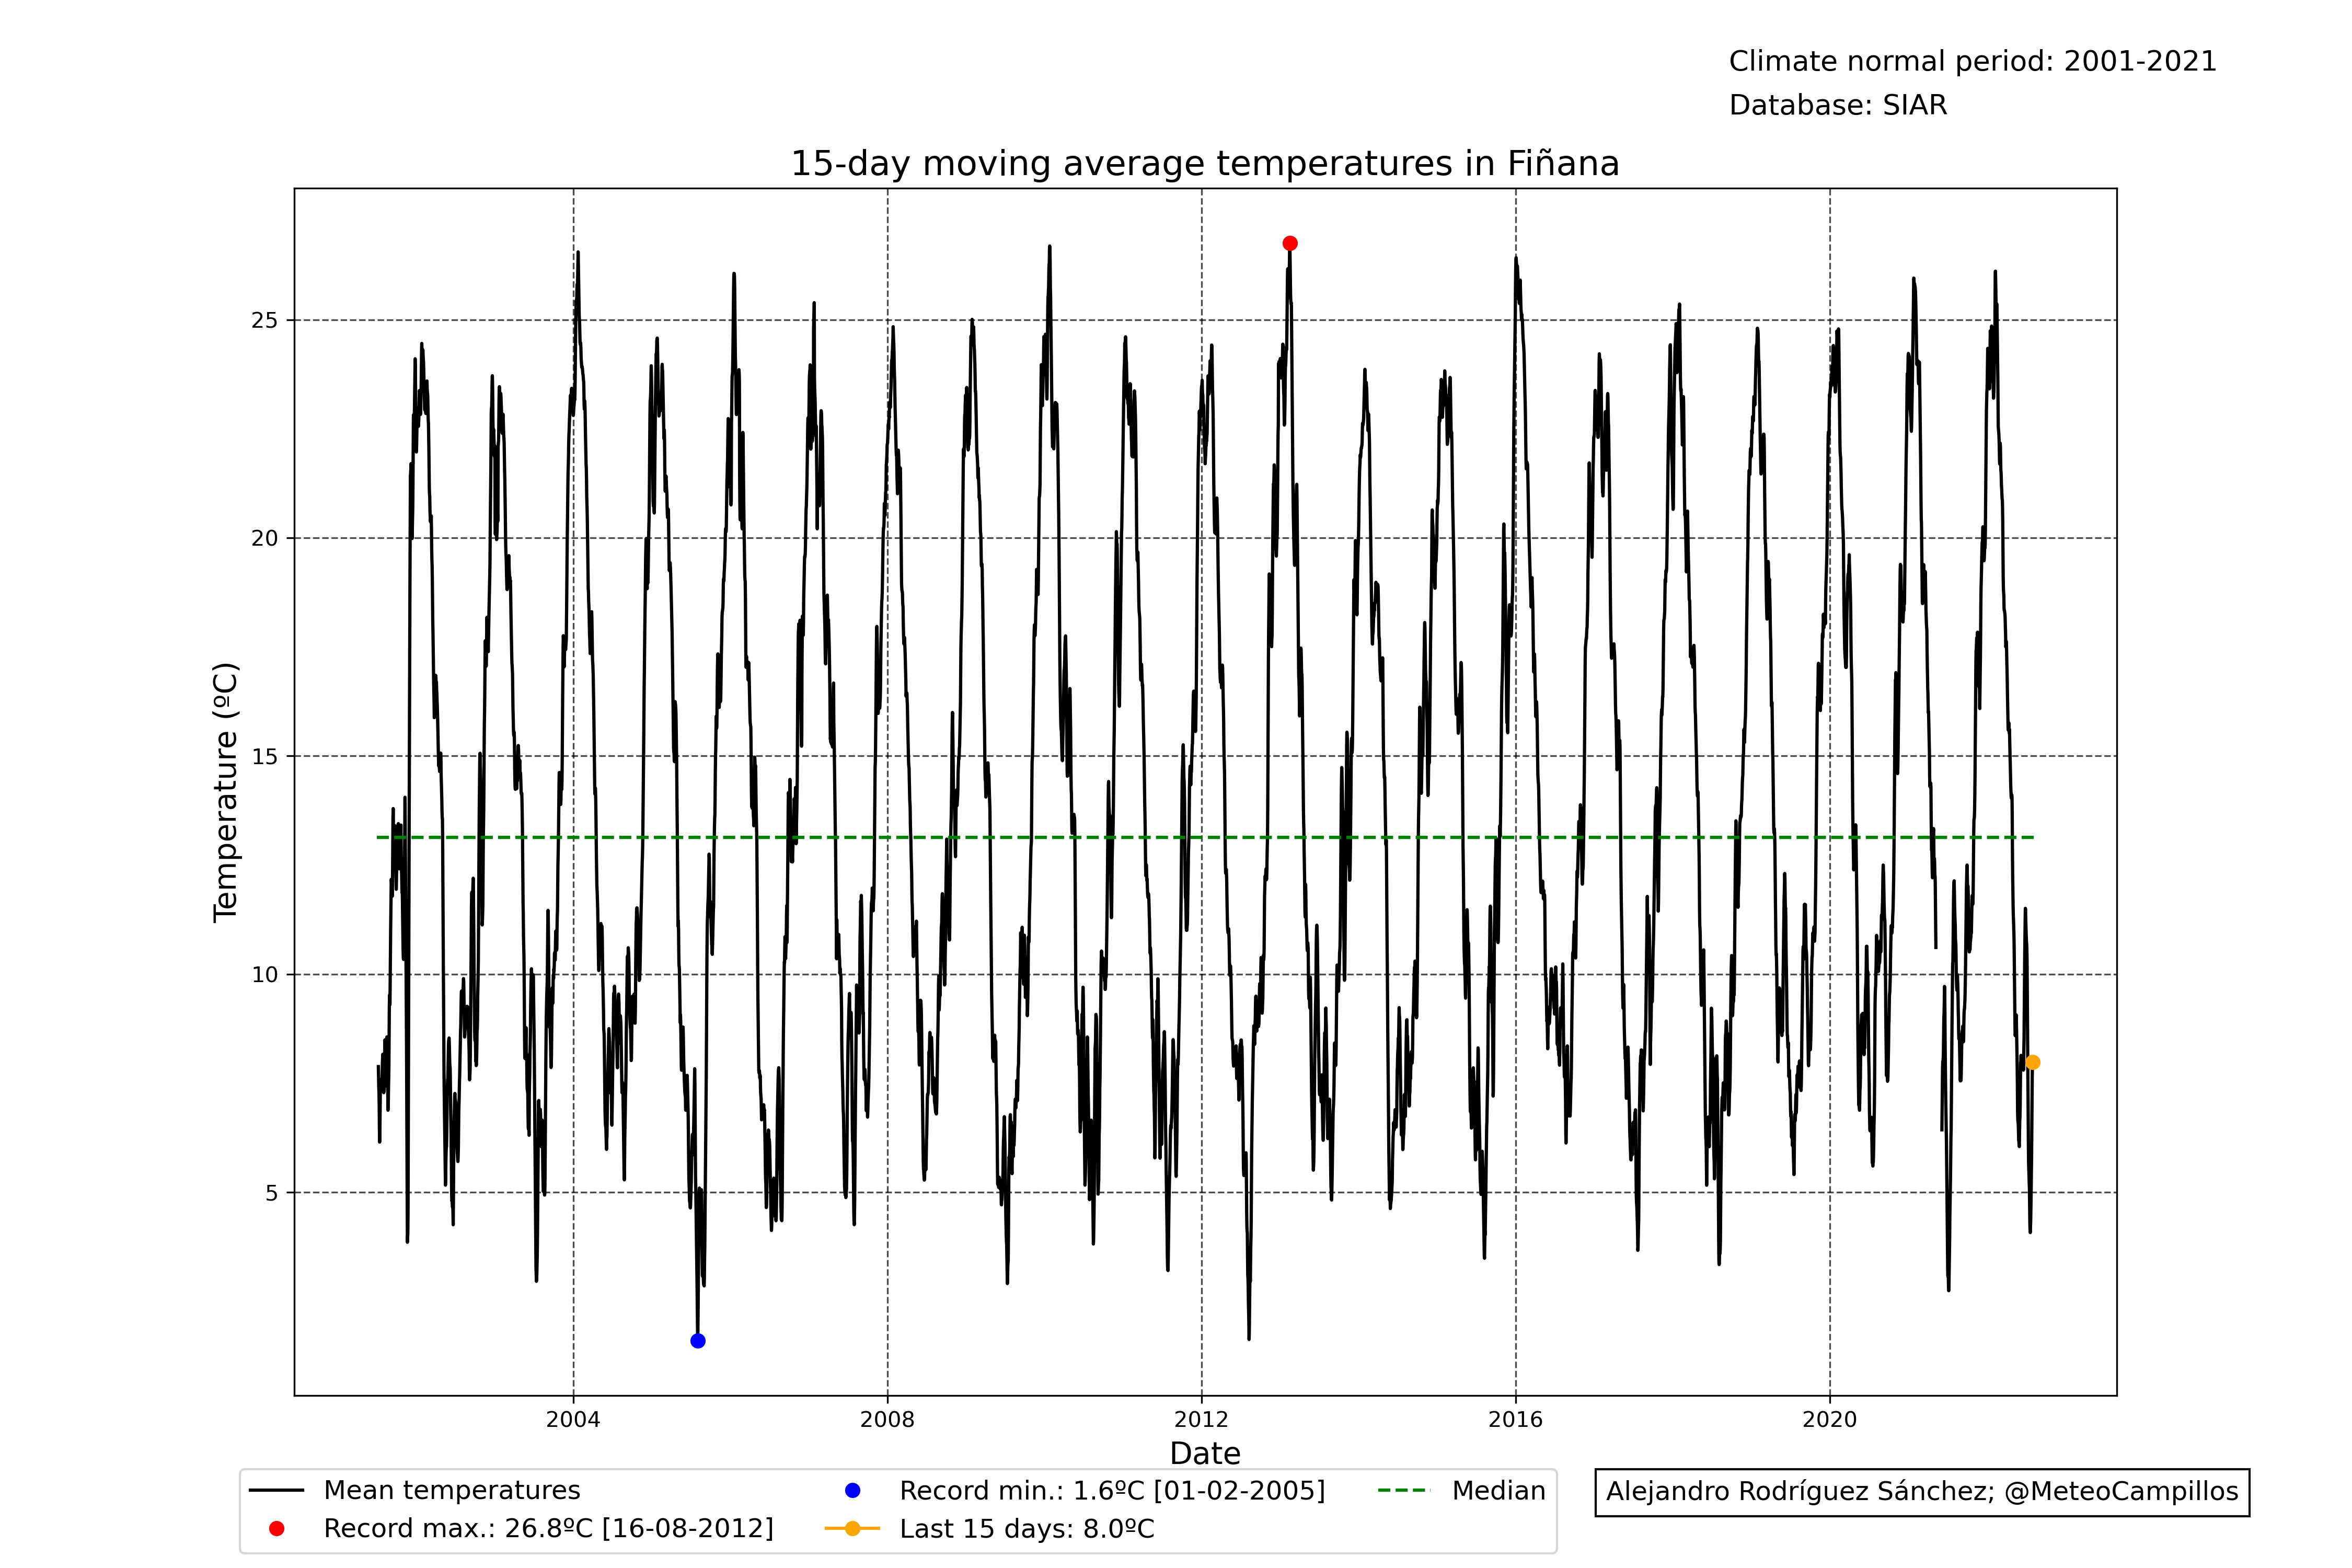 Climate normal period: 2001-2021
Database: SIAR
15-day moving average temperatures in Fiñana
Temperature (ºC)
25
20
15
10
5
2004
2008
2012
2016
2020
Date
Mean temperatures
Record max.: 26.8ºC [16-08-2012]
Record min.: 1.6ºC [01-02-2005]
Last 15 days: 8.0ºC
Median
Alejandro Rodríguez Sánchez; @MeteoCampillos